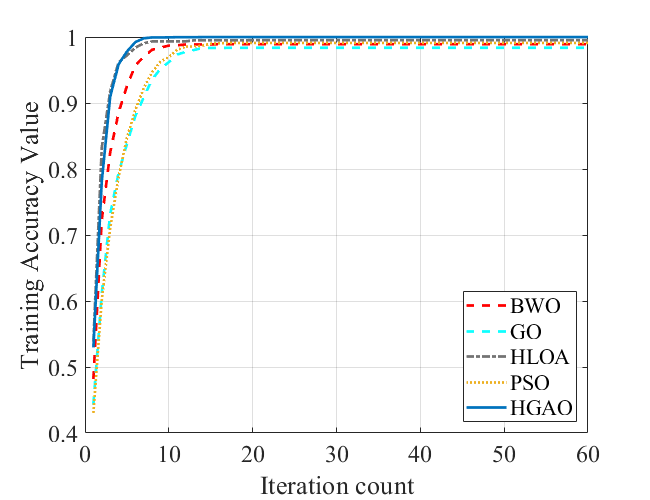 Training Accuracy Value
1
0.9
0.8
0.7
0.6
0.5
0.4
BWO
GO
HLOA
PSO
HGAO
0 10 20 30 40 50 60
Iteration count